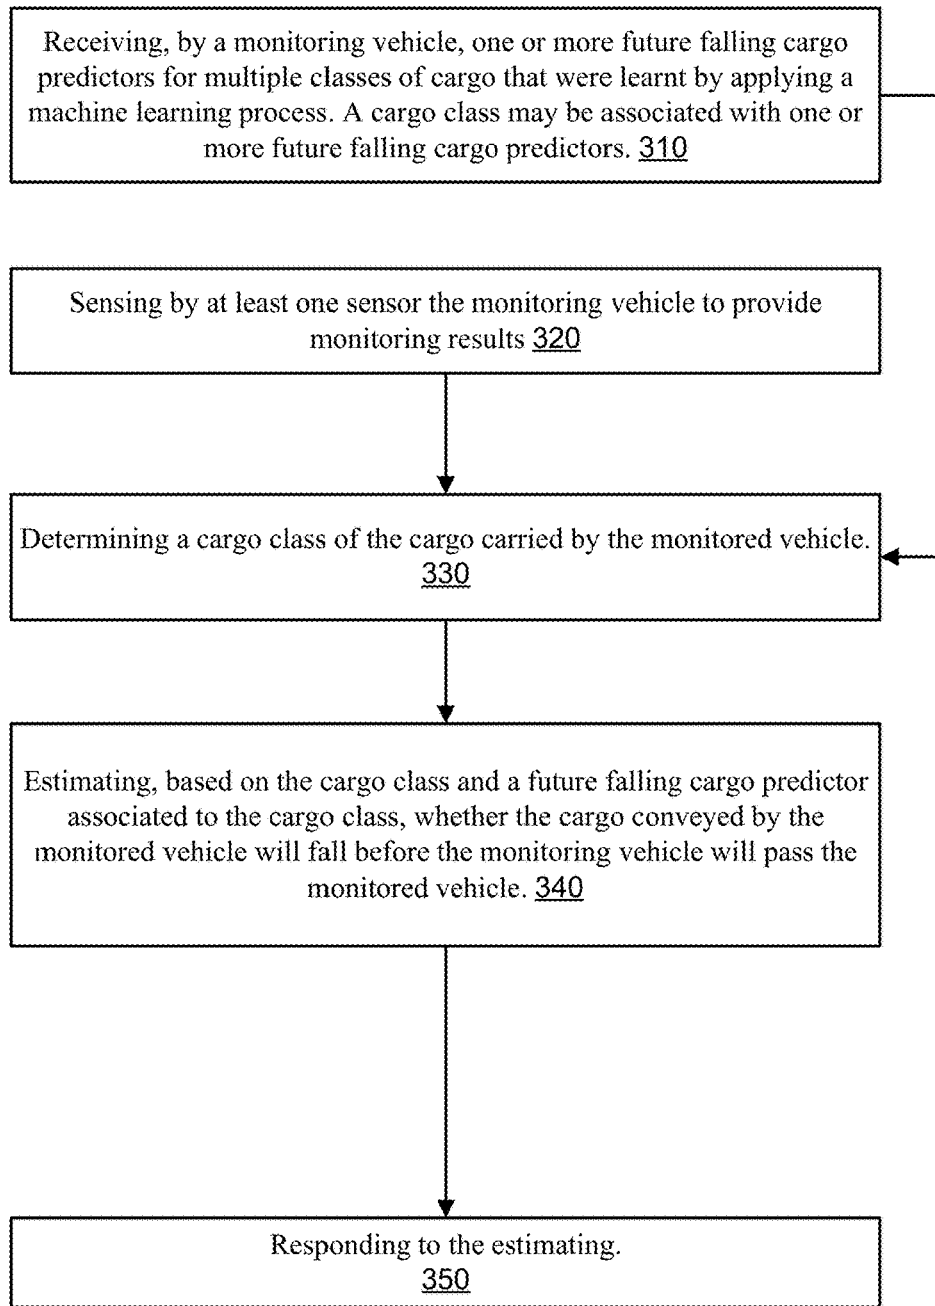 Receiving, by a monitoring vehicle, one or more future falling cargo
predictors for multiple classes of cargo that were learnt by applying a
machine learning process. A cargo class may be associated with one or
more future falling cargo predictors. 310
Sensing by at least one sensor the monitoring vehicle to provide
monitoring results 320
Determining a cargo class of the cargo carried by the monitored vehicle.
330
Estimating, based on the cargo class and a future falling cargo predictor
associated to the cargo class, whether the cargo conveyed by the
monitored vehicle will fall before the monitoring vehicle will pass the
monitored vehicle. 340
Responding to the estimating.
350